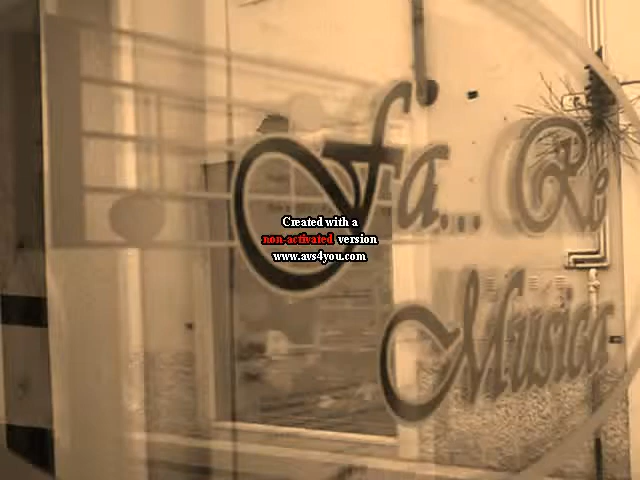 Fa... Re
Musica
Created with a
non-activated version
www.avs4you.com